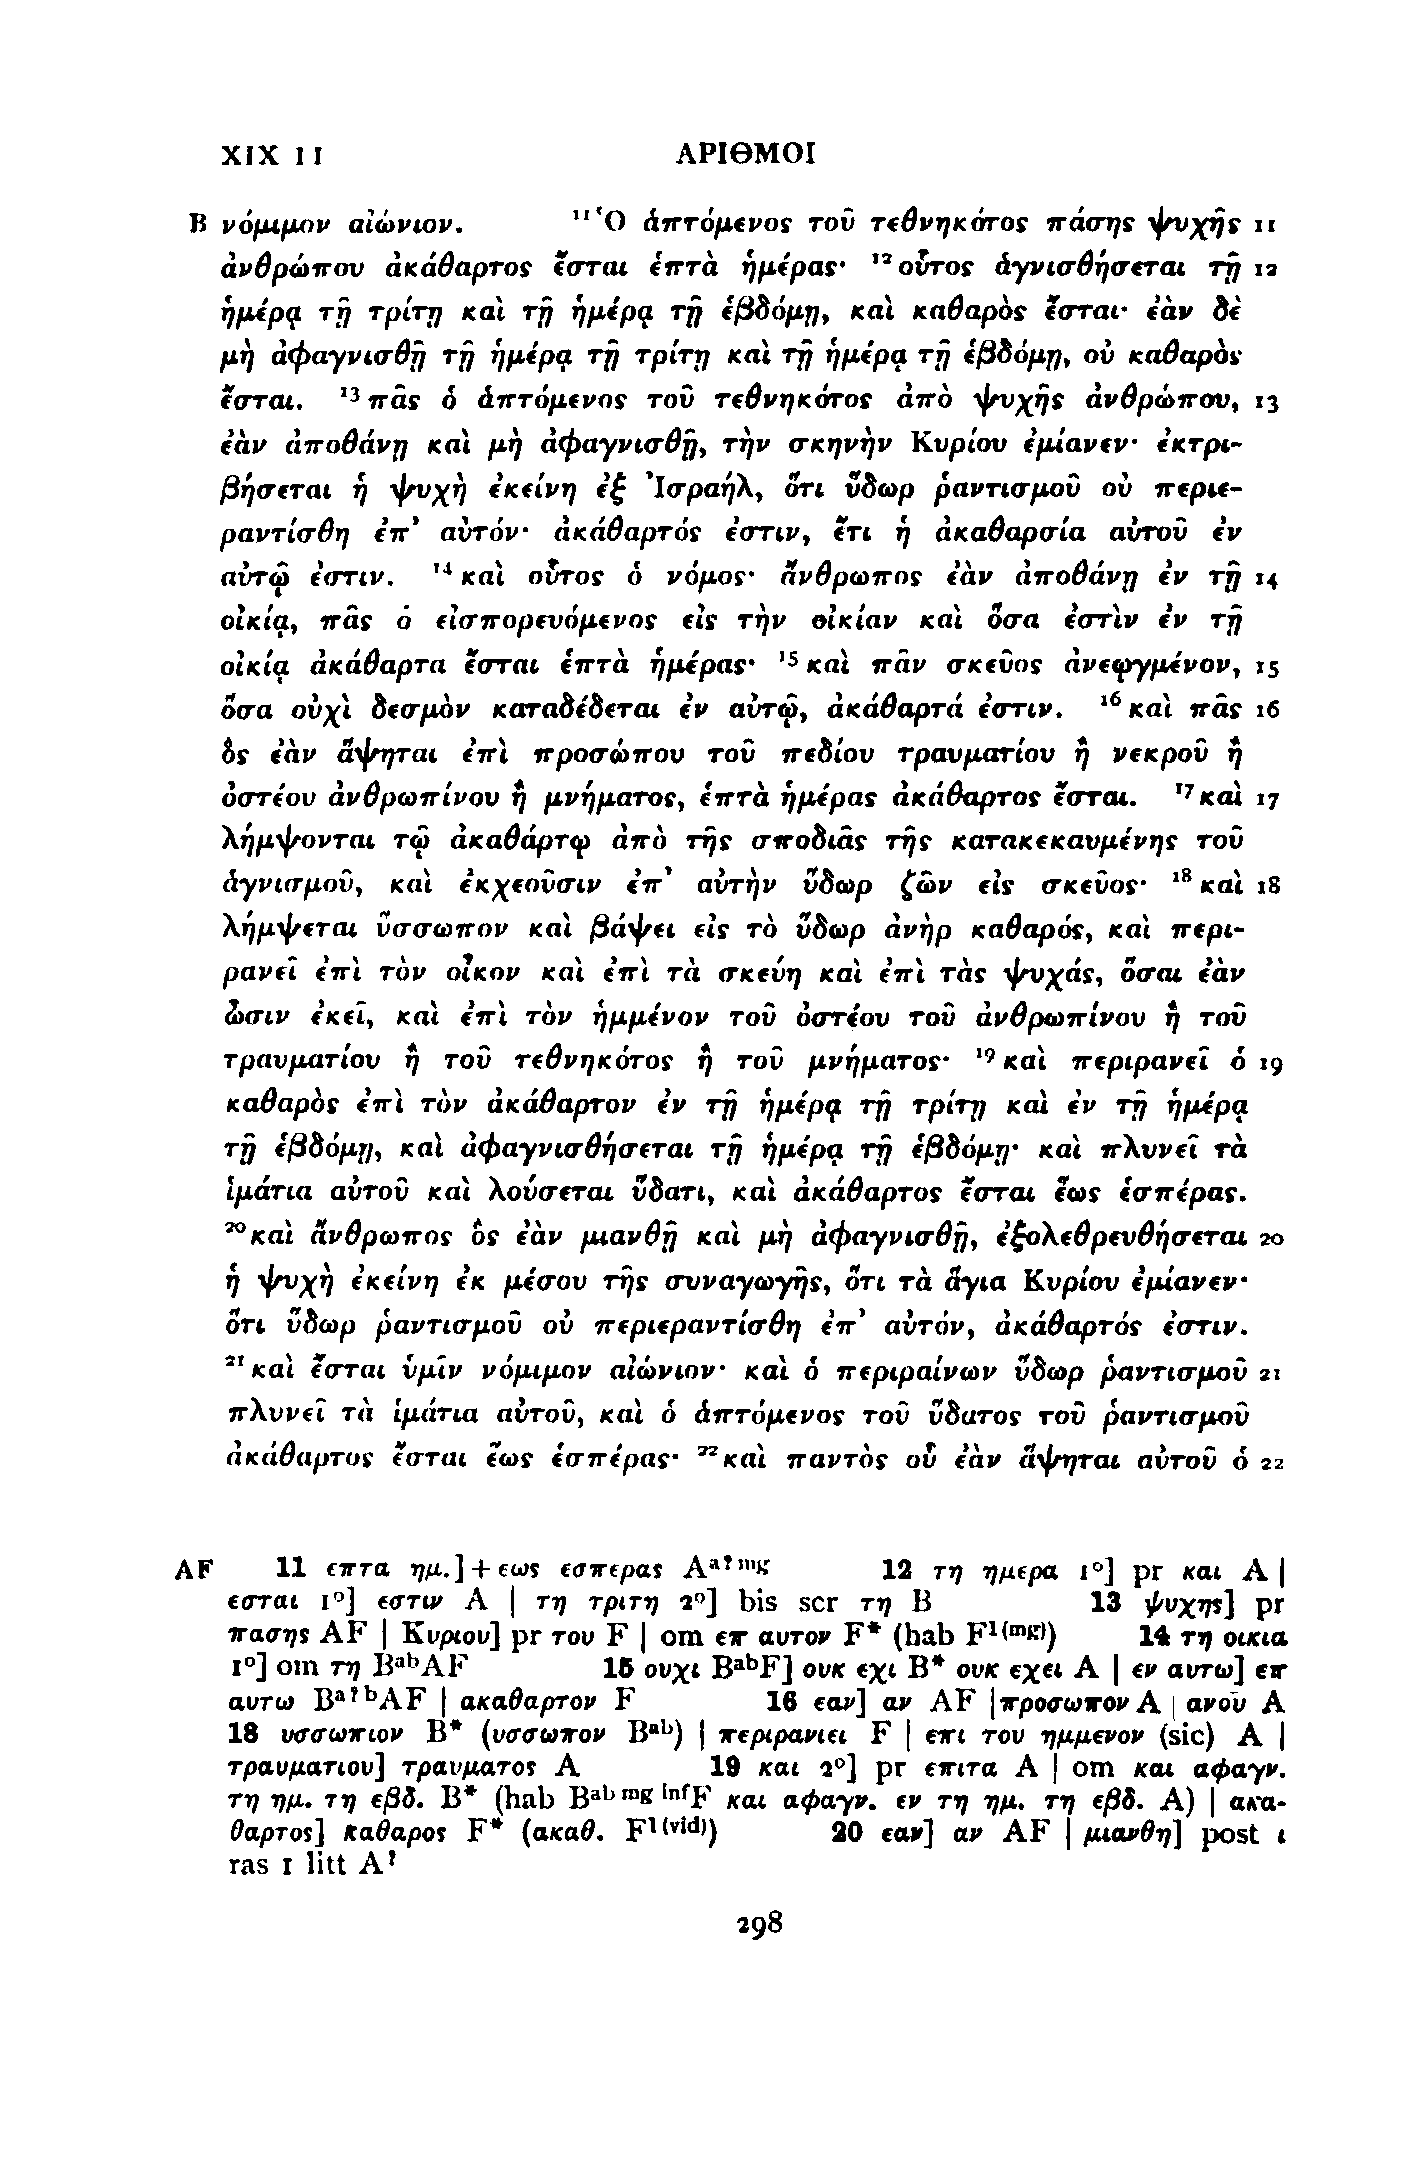 XIX 11 ΑΡΙΘΜΟΙ
B νόμιμον αἰώνιον. ¹¹Ὁ ἁπτόμενος τοῦ τεθνηκότος πάσης ψυχῆς 11
ἀνθρώπου ἀκάθαρτος ἔσται ἑπτὰ ἡμέρας· ¹²οὗτος ἁγνισθήσεται τῇ 12
ἡμέρᾳ τῇ τρίτῃ καὶ τῇ ἡμέρᾳ τῇ ἑβδόμῃ, καὶ καθαρὸς ἔσται· ἐὰν δὲ
μὴ ἀφαγνισθῇ τῇ ἡμέρᾳ τῇ τρίτῃ καὶ τῇ ἡμέρᾳ τῇ ἑβδόμῃ, οὐ καθαρὸς
ἔσται. ¹³πᾶς ὁ ἁπτόμενος τοῦ τεθνηκότος ἀπὸ ψυχῆς ἀνθρώπου, 13
ἐὰν ἀποθάνῃ καὶ μὴ ἀφαγνισθῇ, τὴν σκηνὴν Κυρίου ἐμίανεν· ἐκτρι-
βήσεται ἡ ψυχὴ ἐκείνη ἐξ Ἰσραήλ, ὅτι ὕδωρ ῥαντισμοῦ οὐ περιε-
ραντίσθη ἐπ᾽ αὐτόν· ἀκάθαρτός ἐστιν, ἔτι ἡ ἀκαθαρσία αὐτοῦ ἐν
αὐτῷ ἐστιν. ¹⁴καὶ οὗτος ὁ νόμος· ἄνθρωπος ἐὰν ἀποθάνῃ ἐν τῇ 14
οἰκίᾳ, πᾶς ὁ εἰσπορευόμενος εἰς τὴν οἰκίαν καὶ ὅσα ἐστὶν ἐν τῇ
οἰκίᾳ ἀκάθαρτα ἔσται ἑπτὰ ἡμέρας· ¹⁵καὶ πᾶν σκεῦος ἀνεῳγμένον, 15
ὅσα οὐχὶ δεσμὸν καταδέδεται ἐν αὐτῷ, ἀκάθαρτά ἐστιν. ¹⁶καὶ πᾶς 16
ὃς ἐὰν ἅψηται ἐπὶ προσώπου τοῦ πεδίου τραυματίου ἢ νεκροῦ ἢ
ὀστέου ἀνθρωπίνου ἢ μνήματος, ἑπτὰ ἡμέρας ἀκάθαρτος ἔσται. ¹⁷καὶ 17
λήμψονται τῷ ἀκαθάρτῳ ἀπὸ τῆς σποδιᾶς τῆς κατακεκαυμένης τοῦ
ἁγνισμοῦ, καὶ ἐκχεοῦσιν ἐπ᾽ αὐτὴν ὕδωρ ζῶν εἰς σκεῦος· ¹⁸καὶ 18
λήμψεται ὕσσωπον καὶ βάψει εἰς τὸ ὕδωρ ἀνὴρ καθαρός, καὶ περι-
ρανεῖ ἐπὶ τὸν οἶκον καὶ ἐπὶ τὰ σκεύη καὶ ἐπὶ τὰς ψυχάς, ὅσαι ἐὰν
ὦσιν ἐκεῖ, καὶ ἐπὶ τὸν ἡμμένον τοῦ ὀστέου τοῦ ἀνθρωπίνου ἢ τοῦ
τραυματίου ἢ τοῦ τεθνηκότος ἢ τοῦ μνήματος· ¹⁹καὶ περιρανεῖ ὁ 19
καθαρὸς ἐπὶ τὸν ἀκάθαρτον ἐν τῇ ἡμέρᾳ τῇ τρίτῃ καὶ ἐν τῇ ἡμέρᾳ
τῇ ἑβδόμῃ, καὶ ἀφαγνισθήσεται τῇ ἡμέρᾳ τῇ ἑβδόμῃ· καὶ πλυνεῖ τὰ
ἱμάτια αὐτοῦ καὶ λούσεται ὕδατι, καὶ ἀκάθαρτος ἔσται ἕως ἑσπέρας.
²⁰καὶ ἄνθρωπος ὃς ἐὰν μιανθῇ καὶ μὴ ἀφαγνισθῇ, ἐξολεθρευθήσεται 20
ἡ ψυχὴ ἐκείνη ἐκ μέσου τῆς συναγωγῆς, ὅτι τὰ ἅγια Κυρίου ἐμίανεν·
ὅτι ὕδωρ ῥαντισμοῦ οὐ περιεραντίσθη ἐπ᾽ αὐτόν, ἀκάθαρτός ἐστιν.
²¹καὶ ἔσται ὑμῖν νόμιμον αἰώνιον· καὶ ὁ περιραίνων ὕδωρ ῥαντισμοῦ 21
πλυνεῖ τὰ ἱμάτια αὐτοῦ, καὶ ὁ ἁπτόμενος τοῦ ὕδατος τοῦ ῥαντισμοῦ
ἀκάθαρτος ἔσται ἕως ἑσπέρας· ²²καὶ παντὸς οὗ ἐὰν ἅψηται αὐτοῦ ὁ 22
AF 11 επτα ημ.] + εως εσπερας Aᵃ﹖ᵐᵍ 12 τη ημερα 1°] pr και A |
εσται 1°] εστιν A | τη τριτη 2°] bis scr τη B 13 ψυχης] pr
πασης AF | Κυριου] pr του F | om επ αυτον F* (hab F¹⁽ᵐᵍ⁾) 14 τη οικια
1°] om τη BᵃᵇAF 15 ουχι BᵃᵇF] ουκ εχι B* ουκ εχει A | εν αυτω] επ
αυτω Bᵃ﹖ᵇAF | ακαθαρτον F 16 εαν] αν AF | προσωπον A | ανο̅υ̅ A
18 υσσωπιον B* (υσσωπον Bᵃᵇ) | περιρανιει F | επι του ημμενον (sic) A |
τραυματιου] τραυματος A 19 και 2°] pr επιτα A | om και αφαγν.
τη ημ. τη εβδ. B* (hab Bᵃᵇ ᵐᵍ ⁱⁿᶠF και αφαγν. εν τη ημ. τη εβδ. A) | ακα-
θαρτος] καθαρος F* (ακαθ. F¹⁽ᵛⁱᵈ⁾) 20 εαν] αν AF | μιανθη] post ι
ras 1 litt A﹖
298